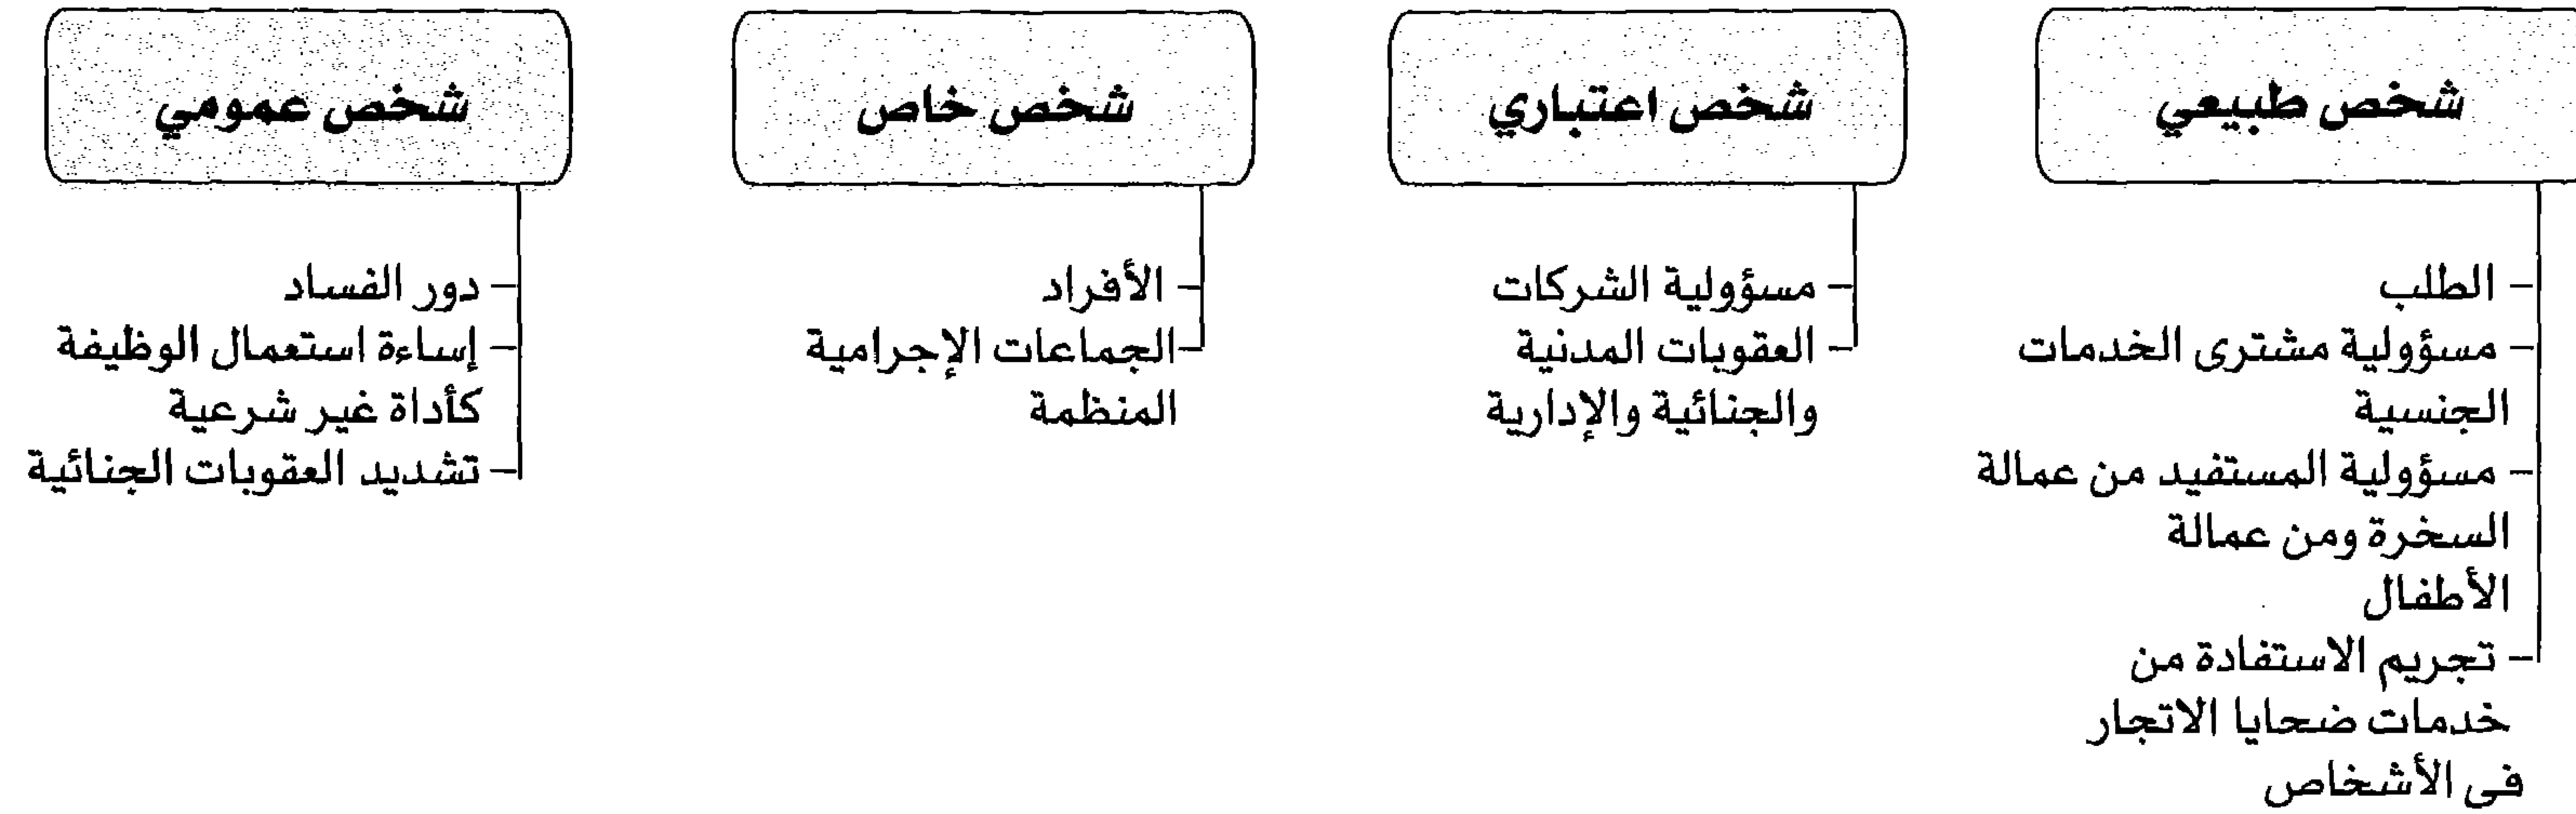 شخص طبيعي
– الطلب
– مسؤولية مشترى الخدمات
الجنسية
– مسؤولية المستفيد من عمالة
السخرة ومن عمالة
الأطفال
– تجريم الاستفادة من
خدمات ضحايا الاتجار
فى الأشخاص
شخص اعتباري
– مسؤولية الشركات
– العقوبات المدنية
والجنائية والإدارية
شخص خاص
– الأفراد
– الجماعات الإجرامية
المنظمة
شخص عمومي
– دور الفساد
– إساءة استعمال الوظيفة
كأداة غير شرعية
– تشديد العقوبات الجنائية